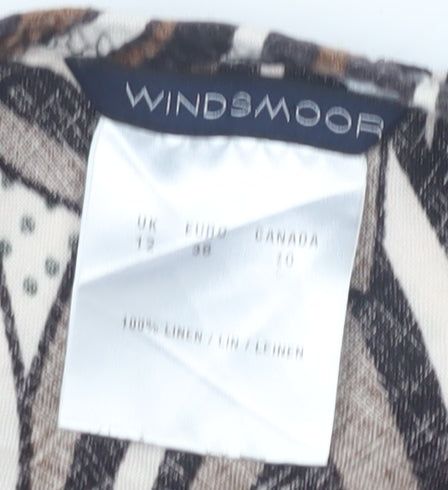 WINDSMOOR
UK EURO CANADA
12 38 10
100% LINEN / LIN / LEINEN